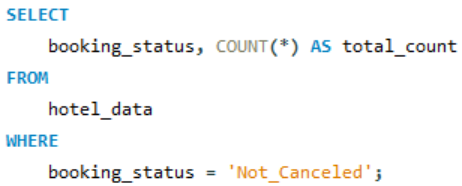 SELECT
booking_status, COUNT(*) AS total_count
FROM
hotel_data
WHERE
booking_status = 'Not_Canceled';